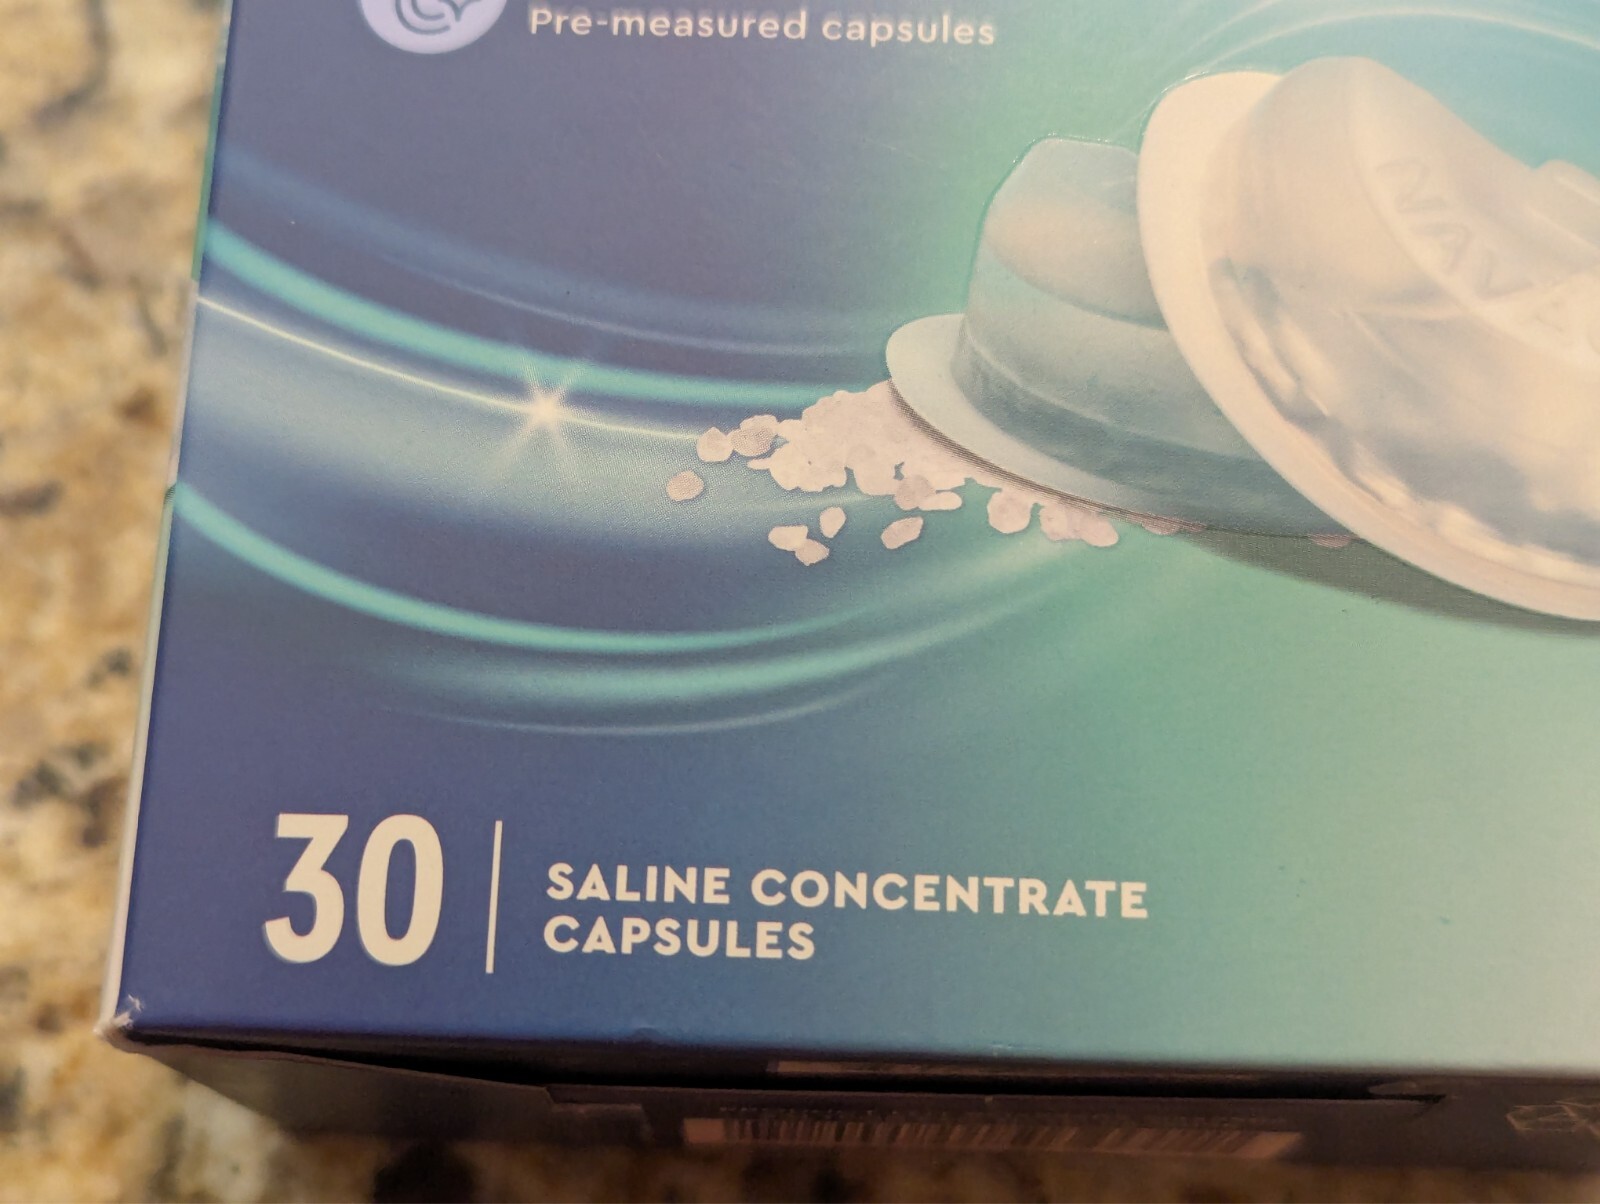 Pre-measured capsules
30
SALINE CONCENTRATE
CAPSULES